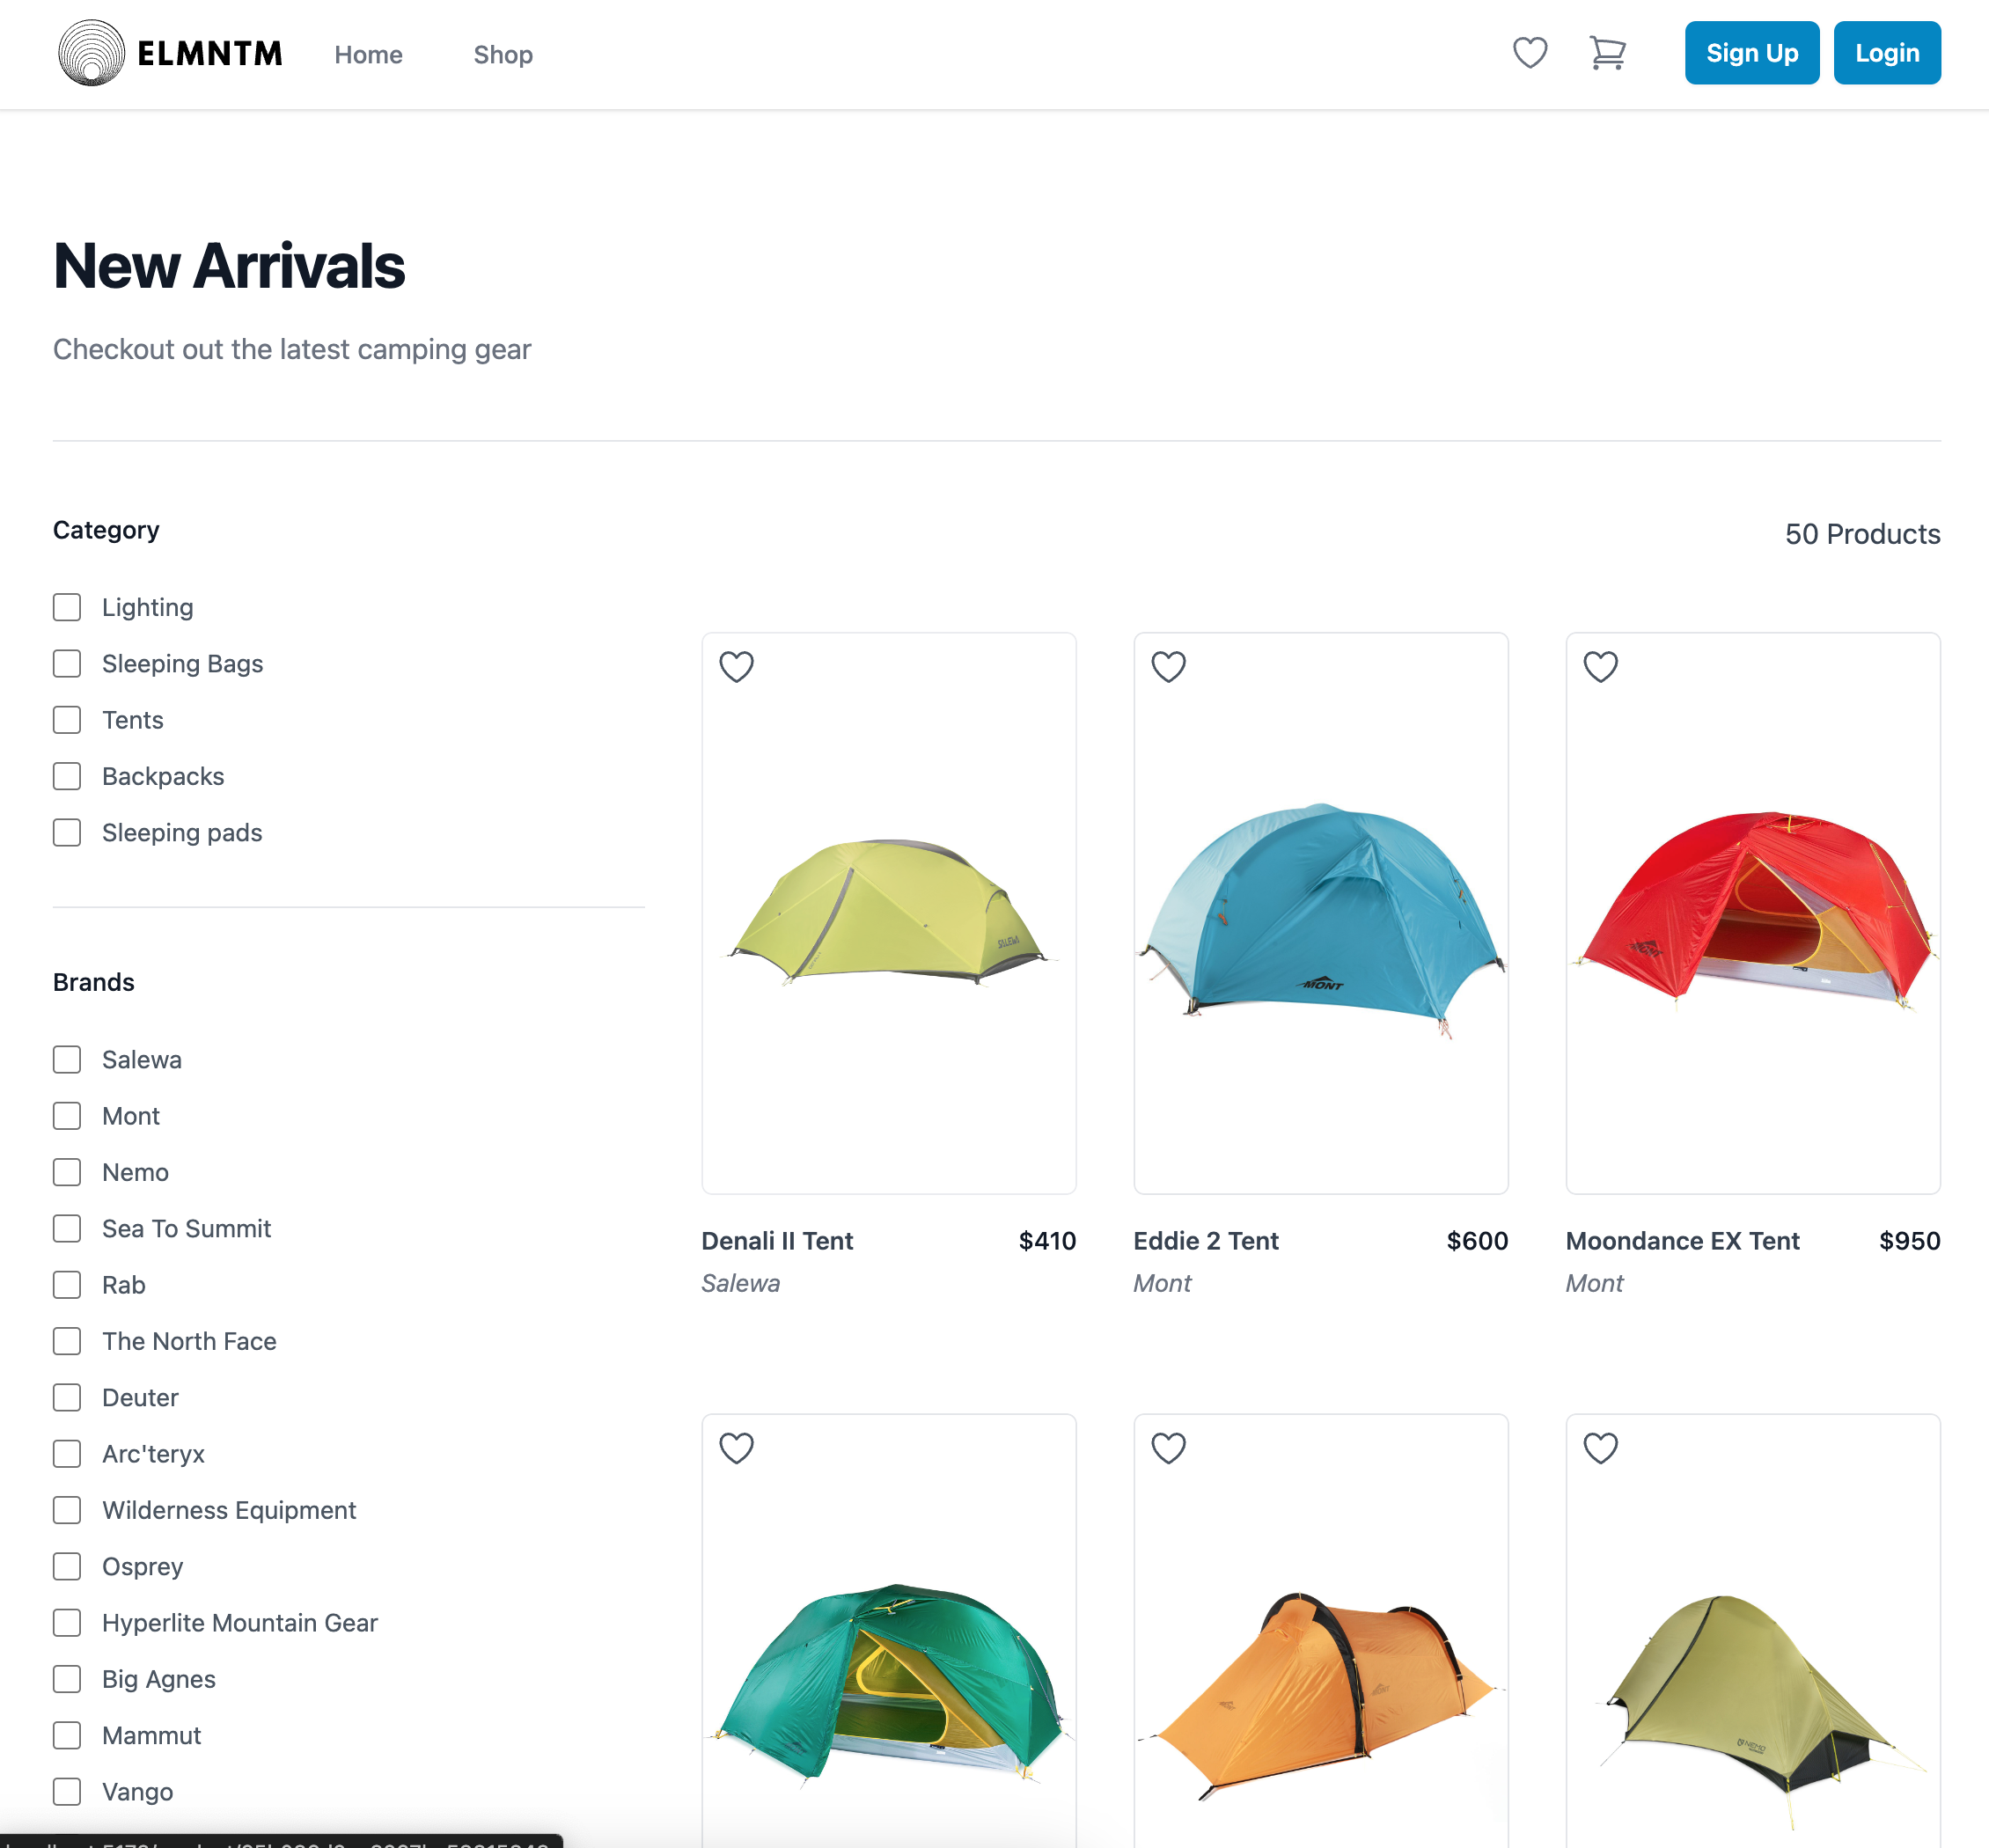 ELMNTM
Home
Shop
Sign Up
Login
New Arrivals
Checkout out the latest camping gear
Category
50 Products
Lighting
Sleeping Bags
Tents
Backpacks
Sleeping pads
Brands
Salewa
Mont
Nemo
Sea To Summit
Rab
The North Face
Deuter
Arc'teryx
Wilderness Equipment
Osprey
Hyperlite Mountain Gear
Big Agnes
Mammut
Vango
SALEWA
MONT
Denali II Tent $410
Salewa
Eddie 2 Tent $600
Mont
Moondance EX Tent $950
Mont
NEMO